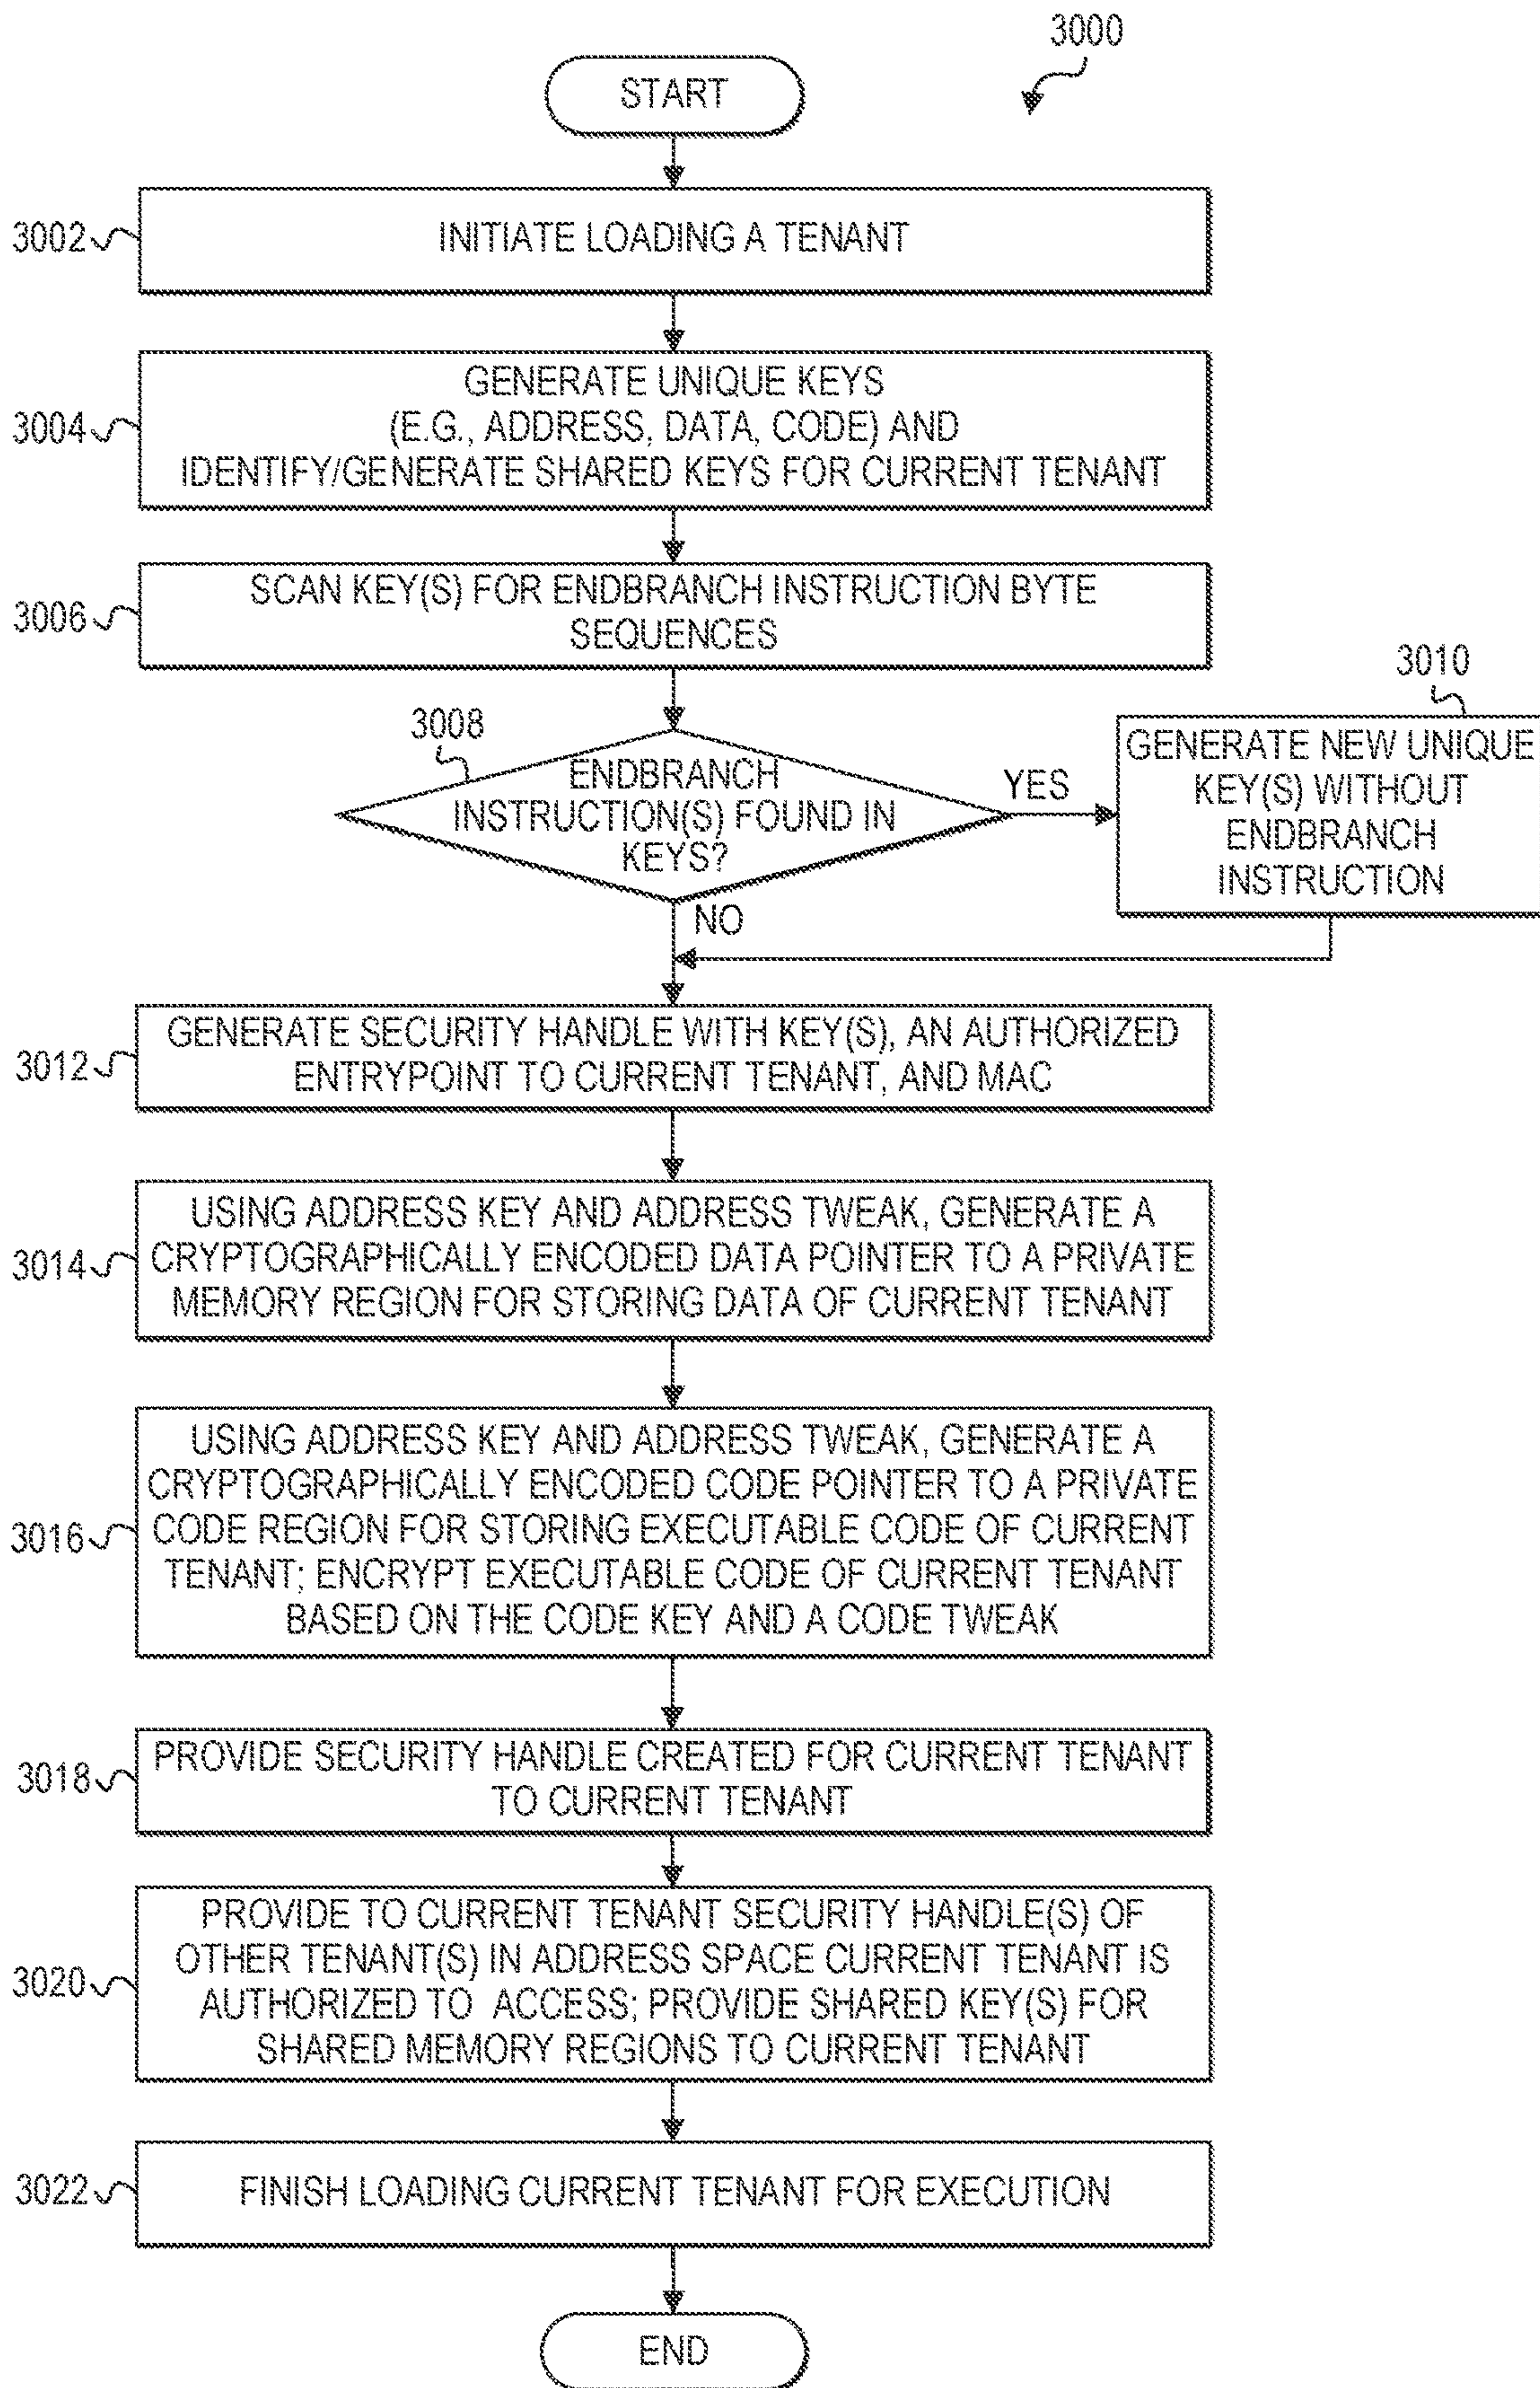 3000
START
3002
INITIATE LOADING A TENANT
3004
GENERATE UNIQUE KEYS
(E.G., ADDRESS, DATA, CODE) AND
IDENTIFY/GENERATE SHARED KEYS FOR CURRENT TENANT
3006
SCAN KEY(S) FOR ENDBRANCH INSTRUCTION BYTE
SEQUENCES
3008
ENDBRANCH
INSTRUCTION(S) FOUND IN
KEYS?
YES
3010
GENERATE NEW UNIQUE
KEY(S) WITHOUT
ENDBRANCH
INSTRUCTION
NO
3012
GENERATE SECURITY HANDLE WITH KEY(S), AN AUTHORIZED
ENTRYPOINT TO CURRENT TENANT, AND MAC
3014
USING ADDRESS KEY AND ADDRESS TWEAK, GENERATE A
CRYPTOGRAPHICALLY ENCODED DATA POINTER TO A PRIVATE
MEMORY REGION FOR STORING DATA OF CURRENT TENANT
3016
USING ADDRESS KEY AND ADDRESS TWEAK, GENERATE A
CRYPTOGRAPHICALLY ENCODED CODE POINTER TO A PRIVATE
CODE REGION FOR STORING EXECUTABLE CODE OF CURRENT
TENANT; ENCRYPT EXECUTABLE CODE OF CURRENT TENANT
BASED ON THE CODE KEY AND A CODE TWEAK
3018
PROVIDE SECURITY HANDLE CREATED FOR CURRENT TENANT
TO CURRENT TENANT
3020
PROVIDE TO CURRENT TENANT SECURITY HANDLE(S) OF
OTHER TENANT(S) IN ADDRESS SPACE CURRENT TENANT IS
AUTHORIZED TO ACCESS; PROVIDE SHARED KEY(S) FOR
SHARED MEMORY REGIONS TO CURRENT TENANT
3022
FINISH LOADING CURRENT TENANT FOR EXECUTION
END